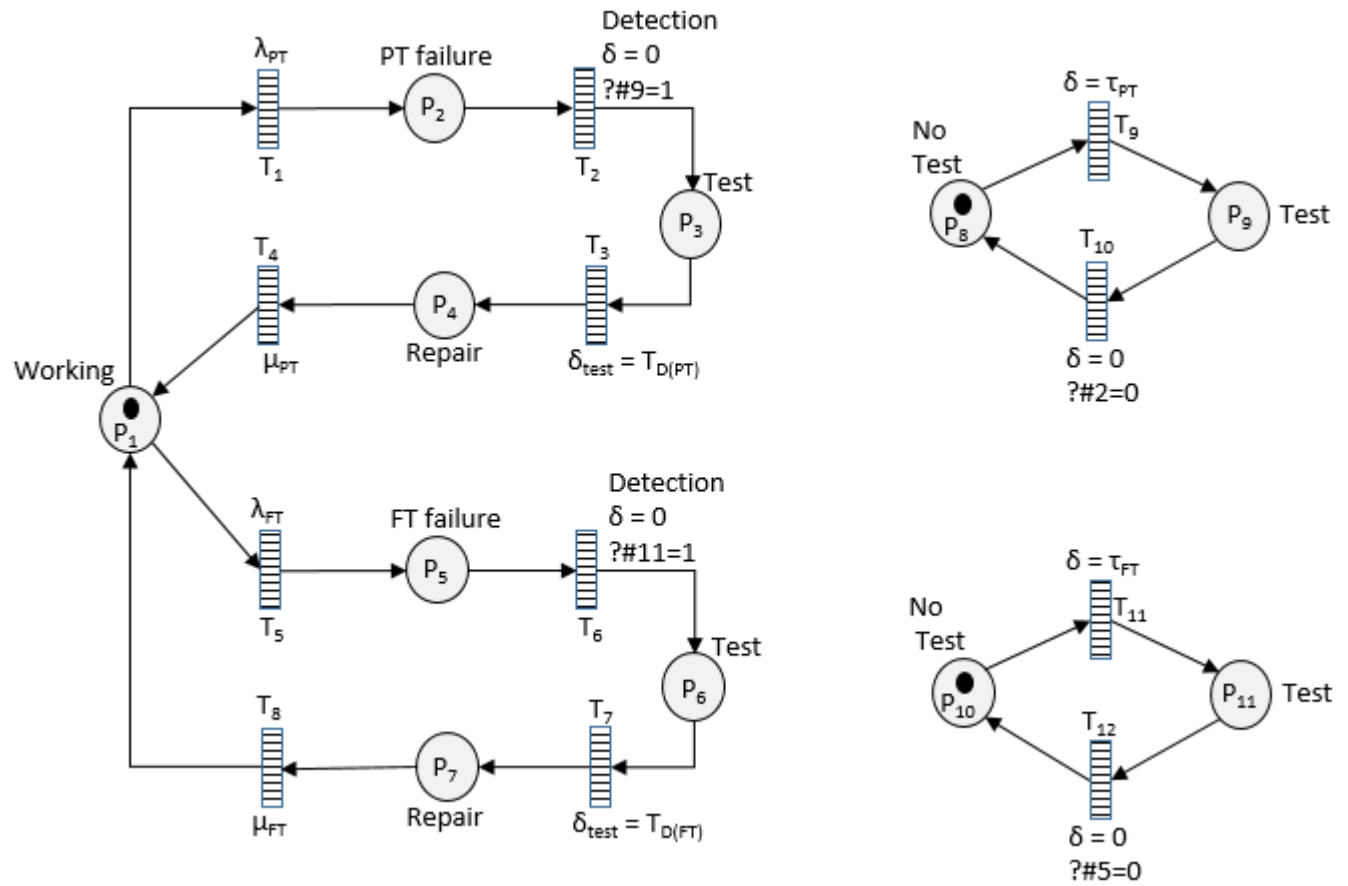 Detection
δ = 0
?#9=1
λPT
PT failure
P2
T1
T2
Test
P3
T4
T3
P4
Repair
μPT
δtest = TD(PT)
Working
P1
Detection
δ = 0
?#11=1
λFT
FT failure
P5
T5
T6
Test
P6
T8
T7
P7
Repair
μFT
δtest = TD(FT)
δ = τPT
T9
No
Test
P8
P9
Test
T10
δ = 0
?#2=0
δ = τFT
T11
No
Test
P10
P11
Test
T12
δ = 0
?#5=0